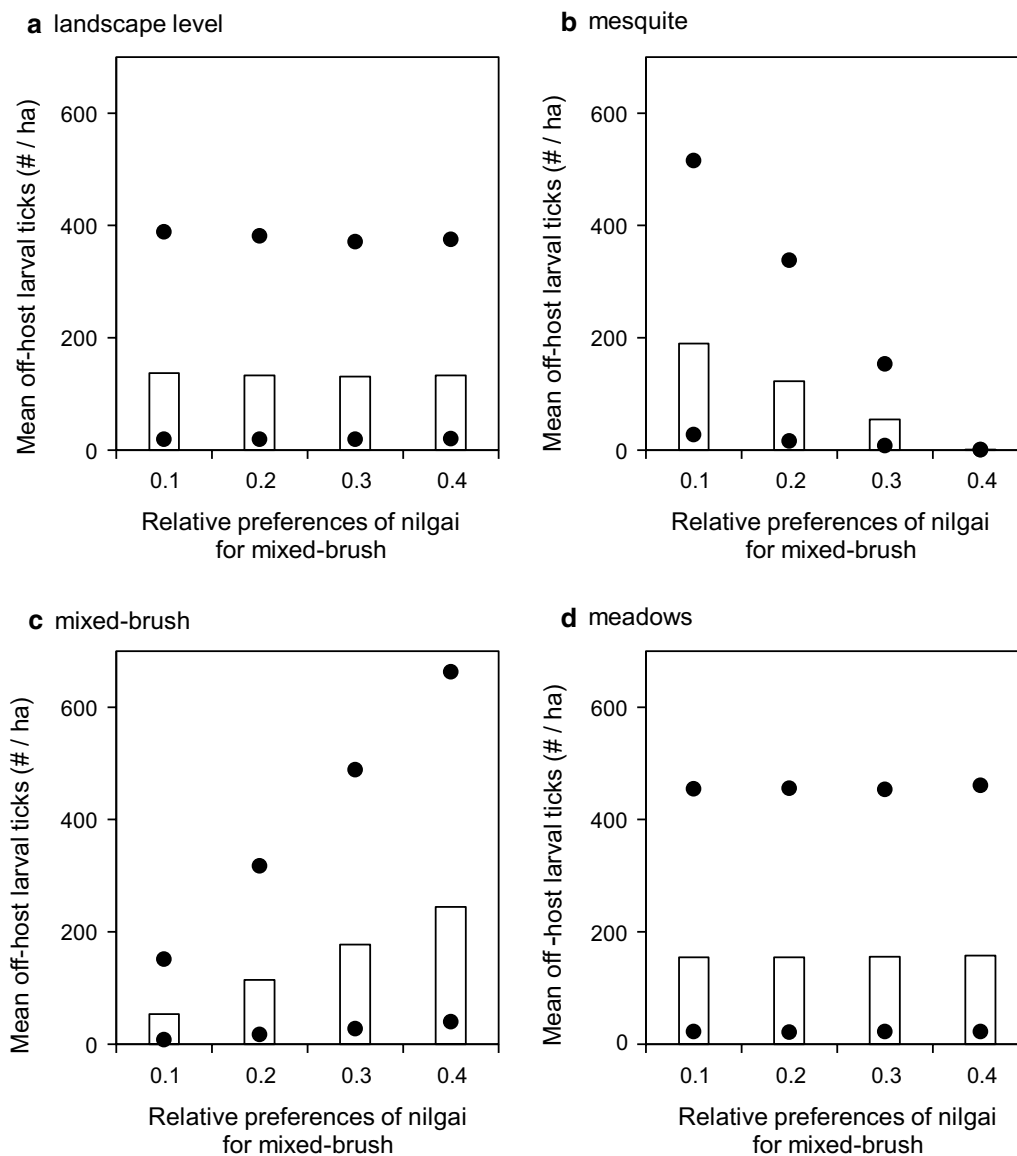 a landscape level
Mean off-host larval ticks (# / ha)
600
400
200
0
0.1 0.2 0.3 0.4
Relative preferences of nilgai
for mixed-brush
b mesquite
Mean off-host larval ticks (# / ha)
600
400
200
0
0.1 0.2 0.3 0.4
Relative preferences of nilgai
for mixed-brush
c mixed-brush
Mean off-host larval ticks (# / ha)
600
400
200
0
0.1 0.2 0.3 0.4
Relative preferences of nilgai
for mixed-brush
d meadows
Mean off -host larval ticks (# / ha)
600
400
200
0
0.1 0.2 0.3 0.4
Relative preferences of nilgai
for mixed-brush